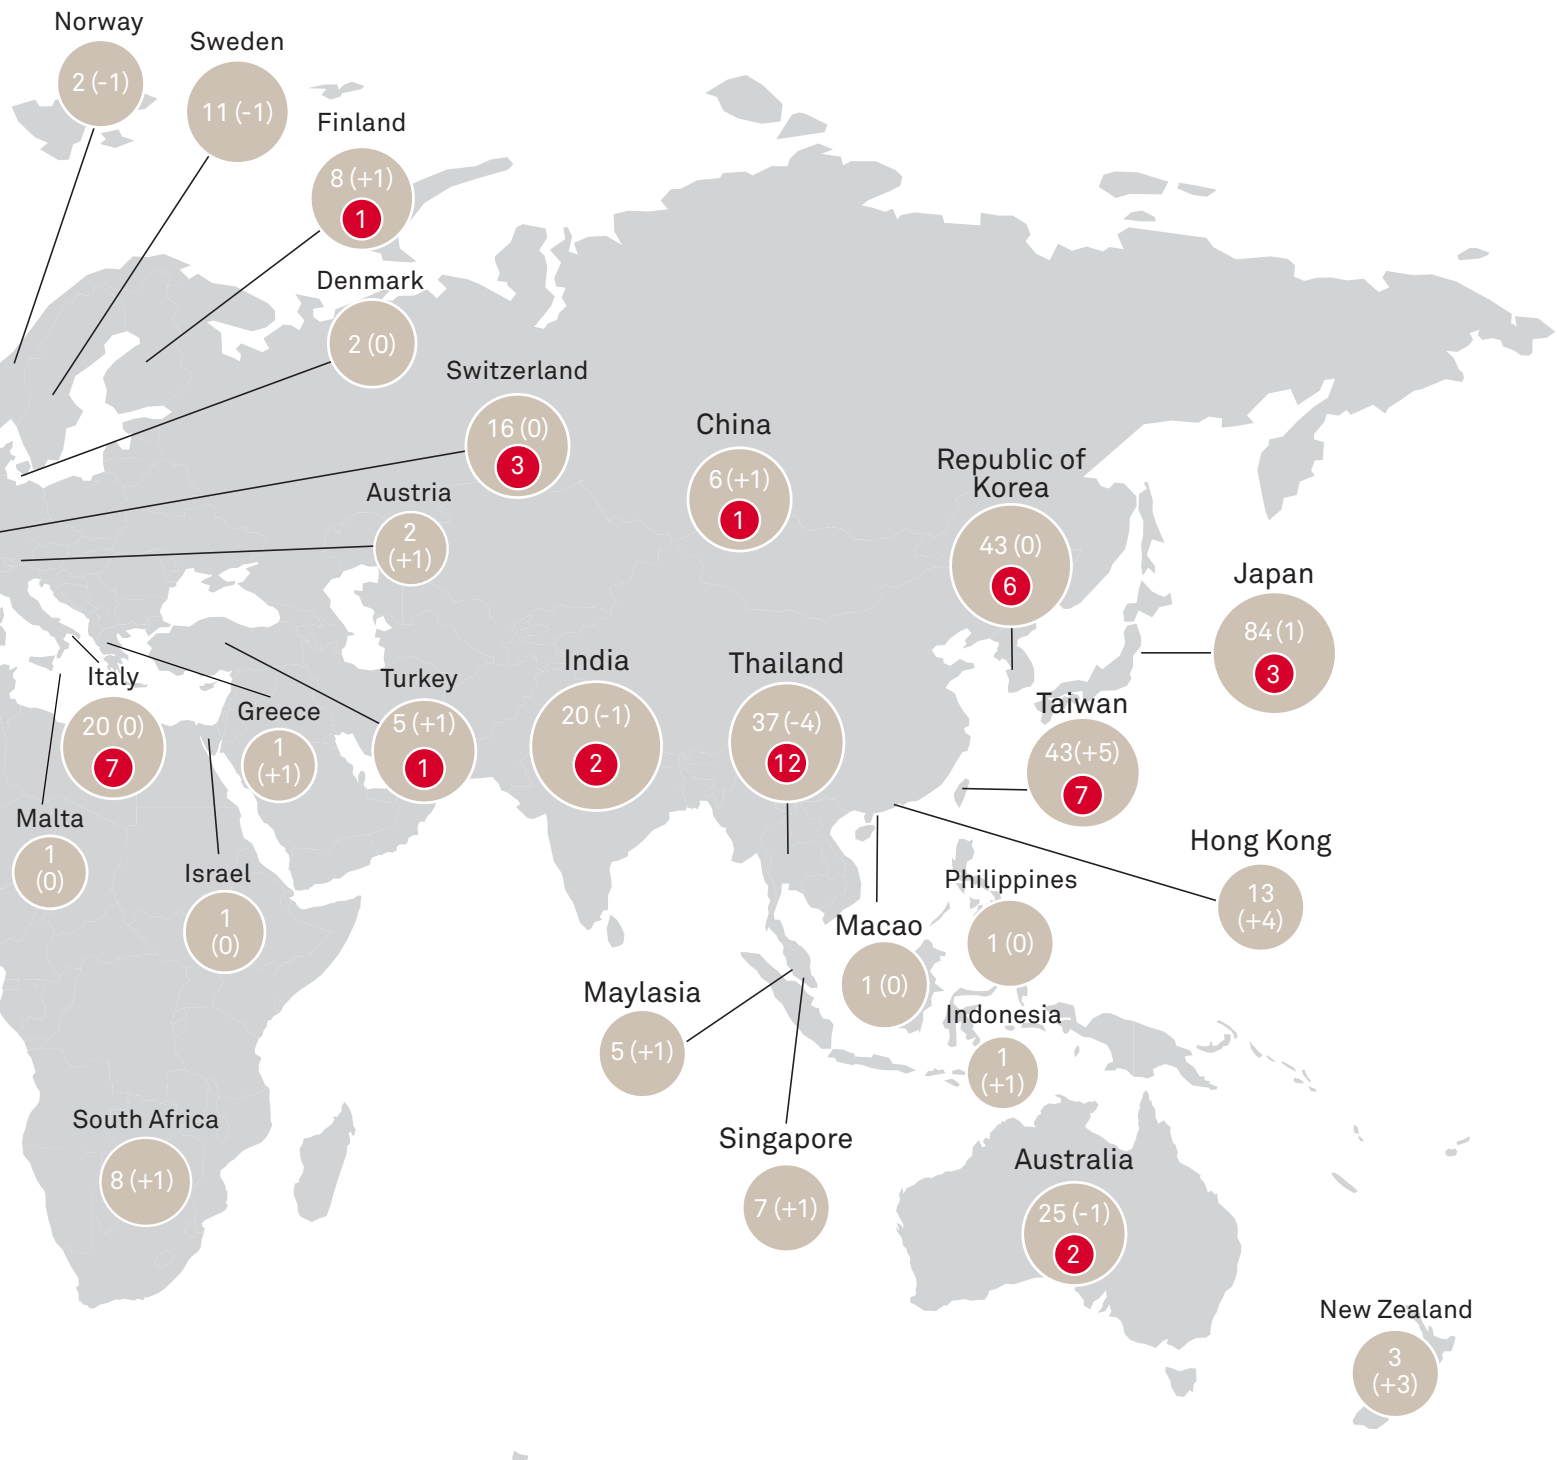 Norway
2 (-1)
Sweden
11 (-1)
Finland
8 (+1)
1
Denmark
2 (0)
Switzerland
16 (0)
3
Austria
2
(+1)
China
6 (+1)
1
Republic of
Korea
43 (0)
6
Japan
84 (1)
3
Italy
20 (0)
7
Greece
1
(+1)
Turkey
5 (+1)
1
India
20 (-1)
2
Thailand
37 (-4)
12
Taiwan
43(+5)
7
Malta
1
(0)
Israel
1
(0)
Hong Kong
13
(+4)
Philippines
1 (0)
Macao
1 (0)
Maylasia
5 (+1)
Indonesia
1
(+1)
South Africa
8 (+1)
Singapore
7 (+1)
Australia
25 (-1)
2
New Zealand
3
(+3)